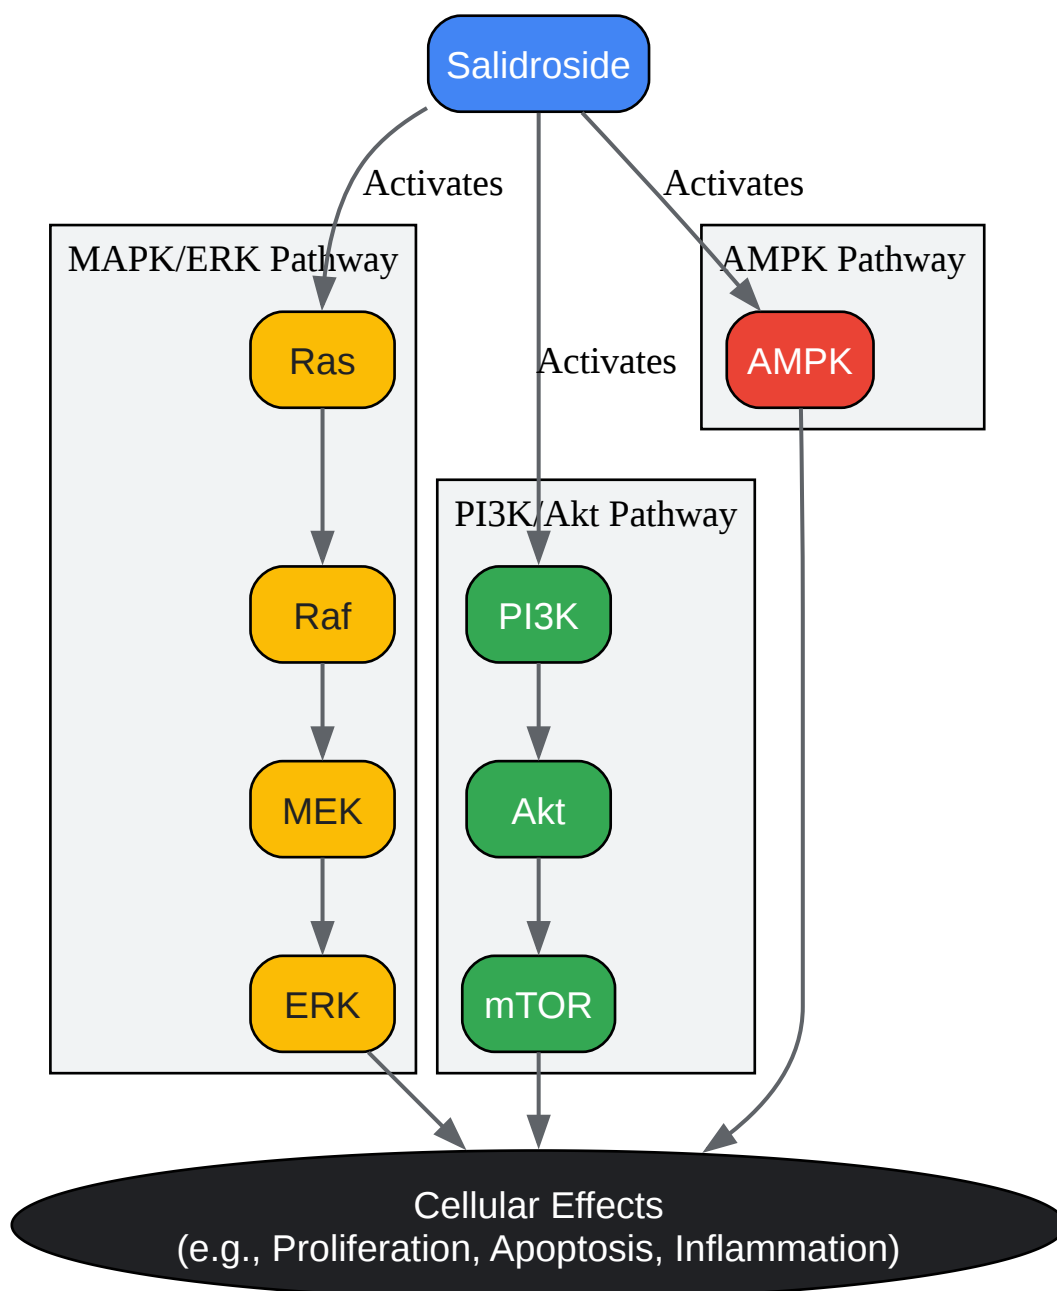 Salidroside
Activates
Activates
MAPK/ERK Pathway
AMPK Pathway
Ras
Activates
AMPK
PI3K/Akt Pathway
Raf
PI3K
MEK
Akt
ERK
mTOR
Cellular Effects
(e.g., Proliferation, Apoptosis, Inflammation)